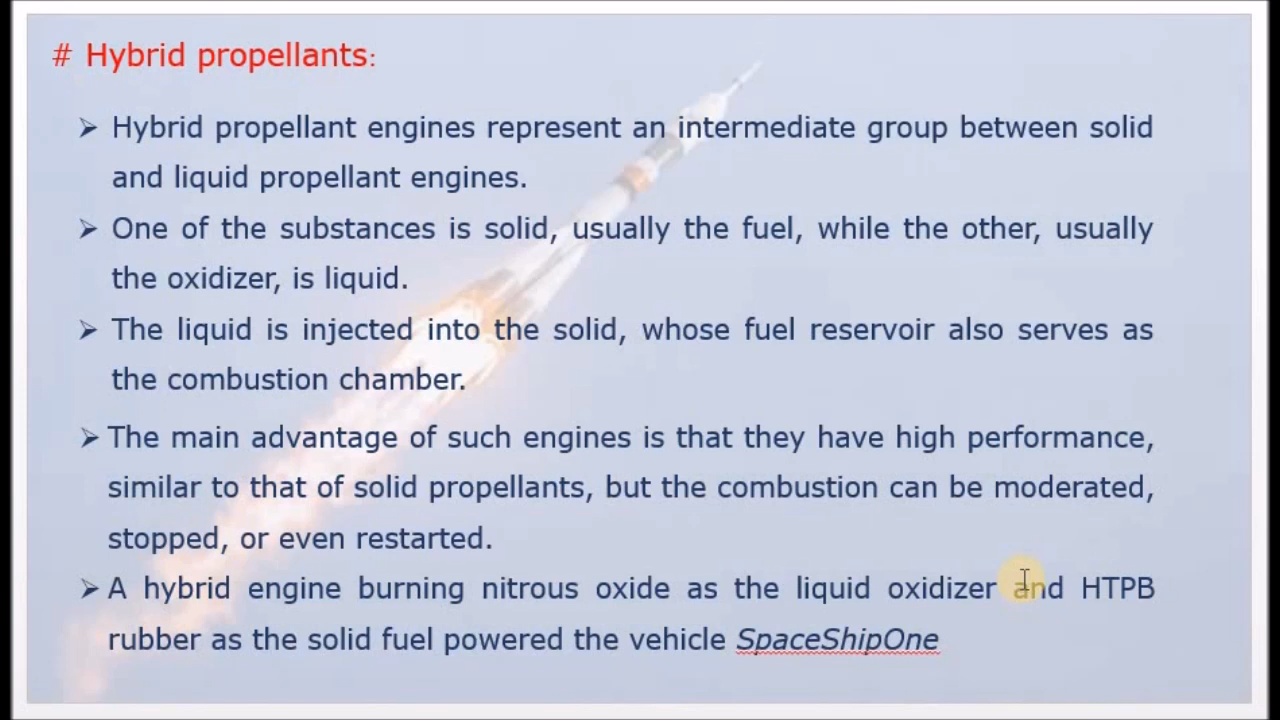 # Hybrid propellants:
➢ Hybrid propellant engines represent an intermediate group between solid
and liquid propellant engines.
➢ One of the substances is solid, usually the fuel, while the other, usually
the oxidizer, is liquid.
➢ The liquid is injected into the solid, whose fuel reservoir also serves as
the combustion chamber.
➢ The main advantage of such engines is that they have high performance,
similar to that of solid propellants, but the combustion can be moderated,
stopped, or even restarted.
➢ A hybrid engine burning nitrous oxide as the liquid oxidizer and HTPB
rubber as the solid fuel powered the vehicle SpaceShipOne